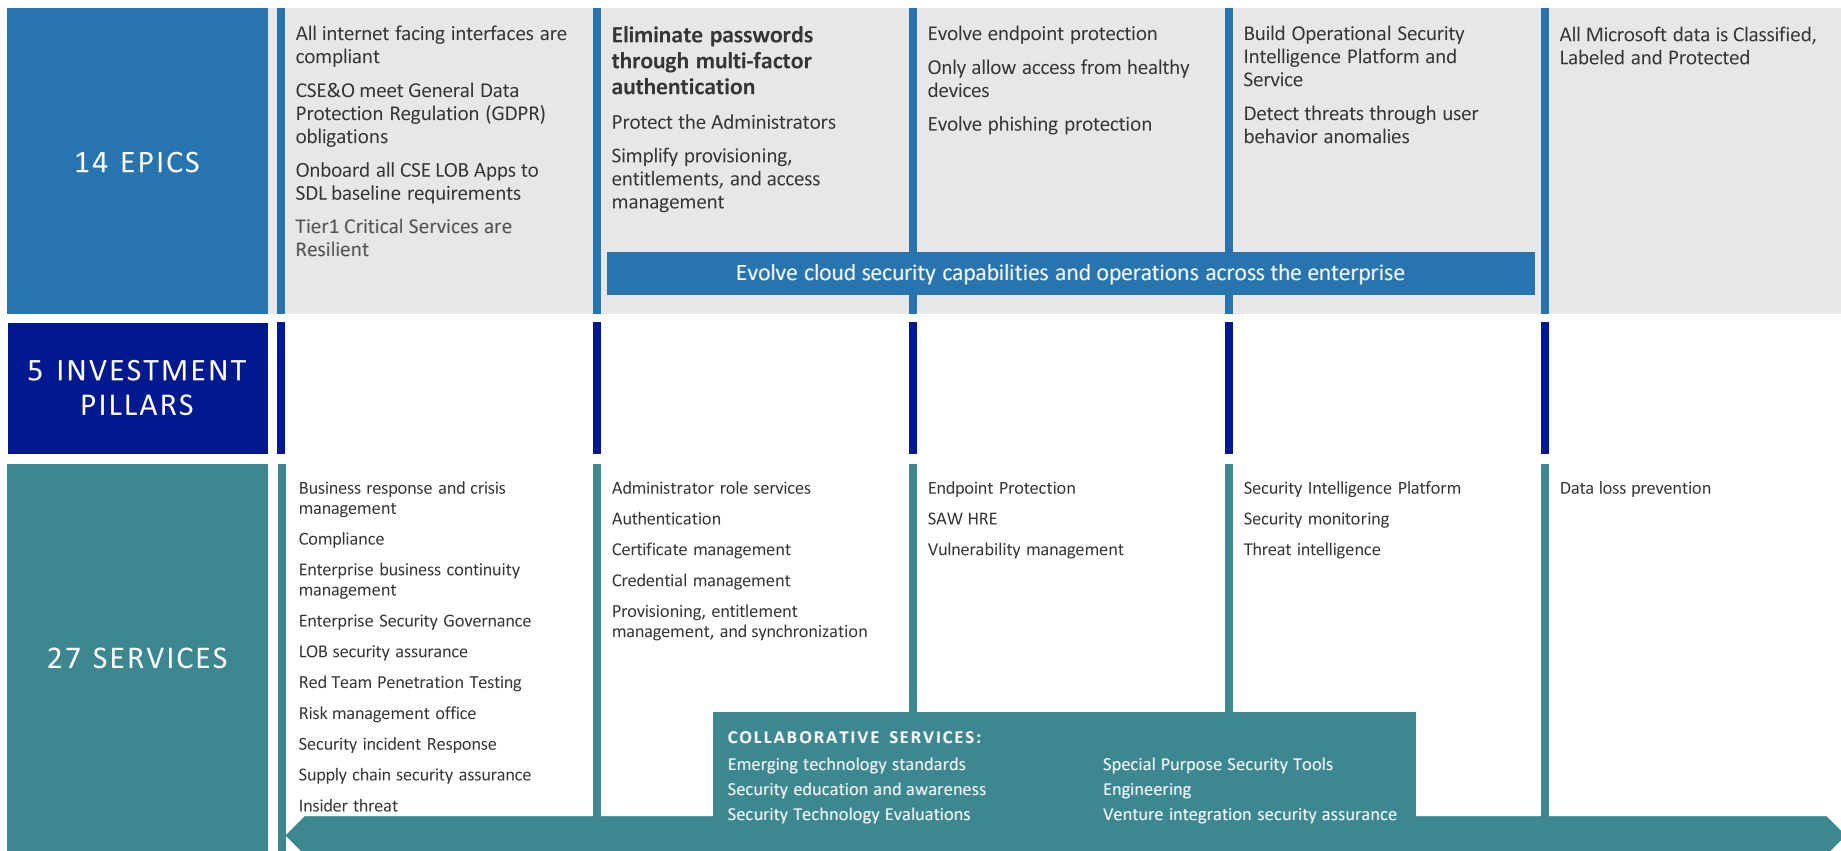 14 EPICS
All internet facing interfaces are
compliant
CSE&O meet General Data
Protection Regulation (GDPR)
obligations
Onboard all CSE LOB Apps to
SDL baseline requirements
Tier1 Critical Services are
Resilient
Eliminate passwords
through multi-factor
authentication
Protect the Administrators
Simplify provisioning,
entitlements, and access
management
Evolve endpoint protection
Only allow access from healthy
devices
Evolve phishing protection
Build Operational Security
Intelligence Platform and
Service
Detect threats through user
behavior anomalies
All Microsoft data is Classified,
Labeled and Protected
Evolve cloud security capabilities and operations across the enterprise
5 INVESTMENT
PILLARS
27 SERVICES
Business response and crisis
management
Compliance
Enterprise business continuity
management
Enterprise Security Governance
LOB security assurance
Red Team Penetration Testing
Risk management office
Security incident Response
Supply chain security assurance
Insider threat
Administrator role services
Authentication
Certificate management
Credential management
Provisioning, entitlement
management, and synchronization
Endpoint Protection
SAW HRE
Vulnerability management
Security Intelligence Platform
Security monitoring
Threat intelligence
Data loss prevention
COLLABORATIVE SERVICES:
Emerging technology standards
Security education and awareness
Security Technology Evaluations
Special Purpose Security Tools
Engineering
Venture integration security assurance